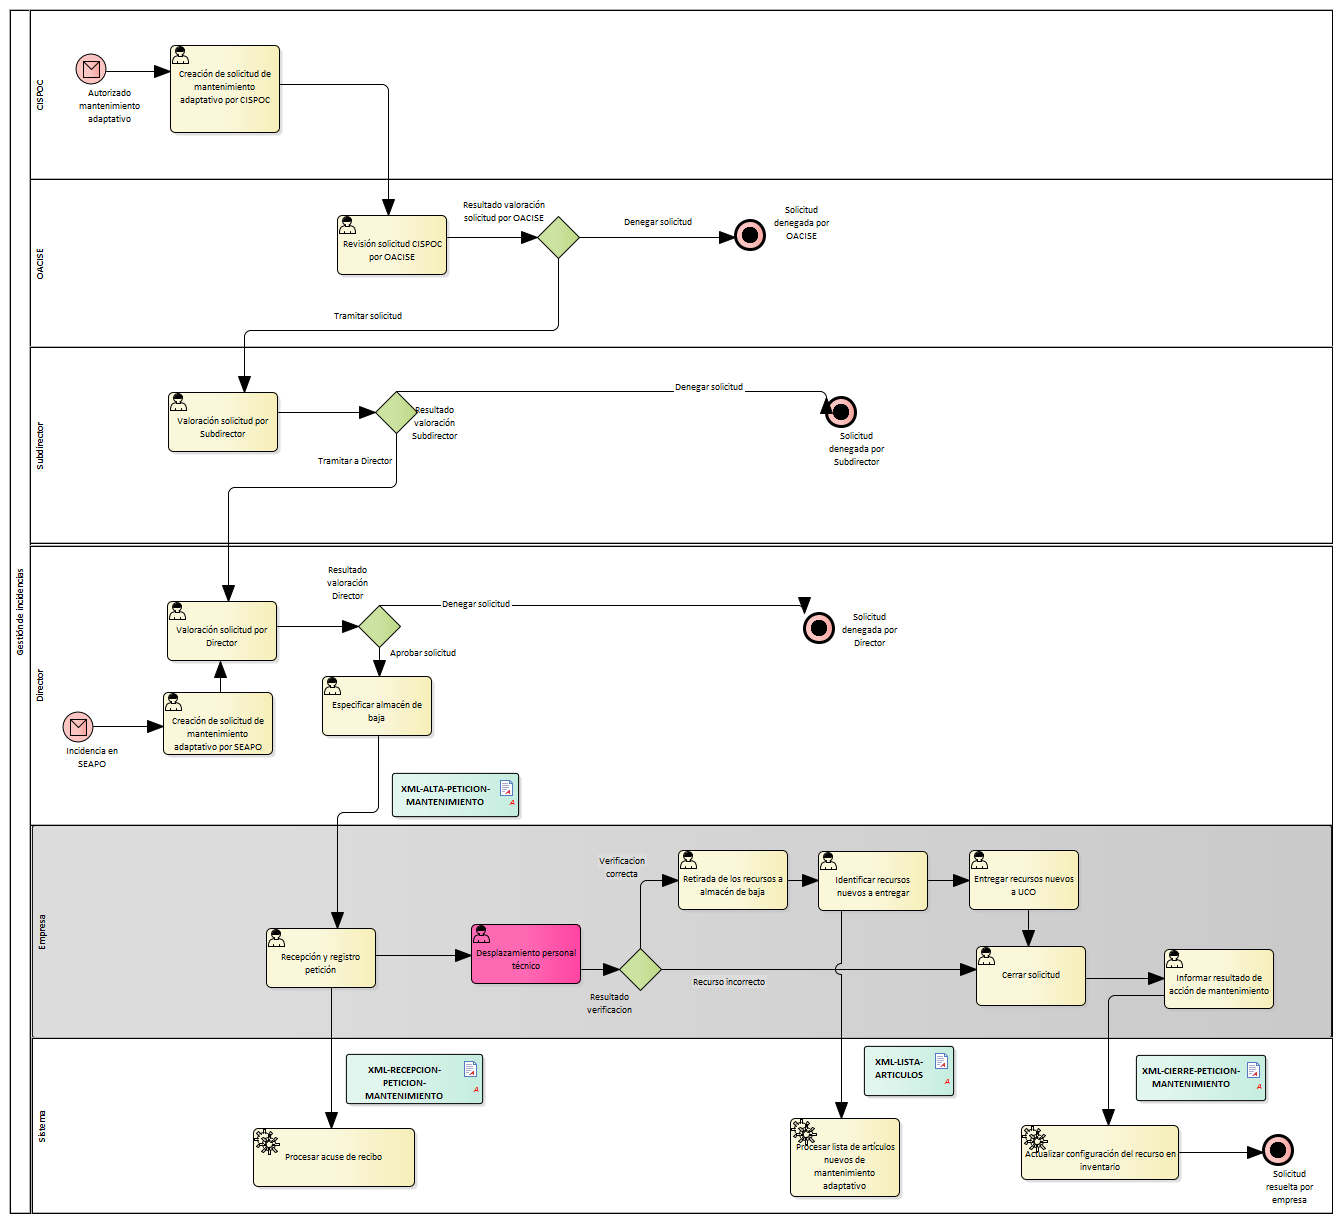 Gestión de incidencias
CISPOC
Autorizado
mantenimiento
adaptativo
Creación de solicitud de
mantenimiento
adaptativo por CISPOC
OACISE
Revisión solicitud CISPOC
por OACISE
Resultado valoración
solicitud por OACISE
Denegar solicitud
Solicitud
denegada por
OACISE
Tramitar solicitud
Subdirector
Valoración solicitud por
Subdirector
Resultado
valoración
Subdirector
Denegar solicitud
Solicitud
denegada por
Subdirector
Tramitar a Director
Director
Resultado
valoración
Director
Denegar solicitud
Solicitud
denegada por
Director
Valoración solicitud por
Director
Aprobar solicitud
Incidencia en
SEAPO
Creación de solicitud de
mantenimiento
adaptativo por SEAPO
Especificar almacén de
baja
XML-ALTA-PETICION-
MANTENIMIENTO
A
Empresa
Recepción y registro
petición
Desplazamiento personal
técnico
Resultado
verificacion
Verificacion
correcta
Retirada de los recursos a
almacén de baja
Identificar recursos
nuevos a entregar
Entregar recursos nuevos
a UCO
Recurso incorrecto
Cerrar solicitud
Informar resultado de
acción de mantenimiento
Sistema
XML-RECEPCION-
PETICION-
MANTENIMIENTO
A
XML-LISTA-
ARTICULOS
A
XML-CIERRE-PETICION-
MANTENIMIENTO
A
Procesar acuse de recibo
Procesar lista de artículos
nuevos de
mantenimiento
adaptativo
Actualizar configuración del recurso en
inventario
Solicitud
resuelta por
empresa